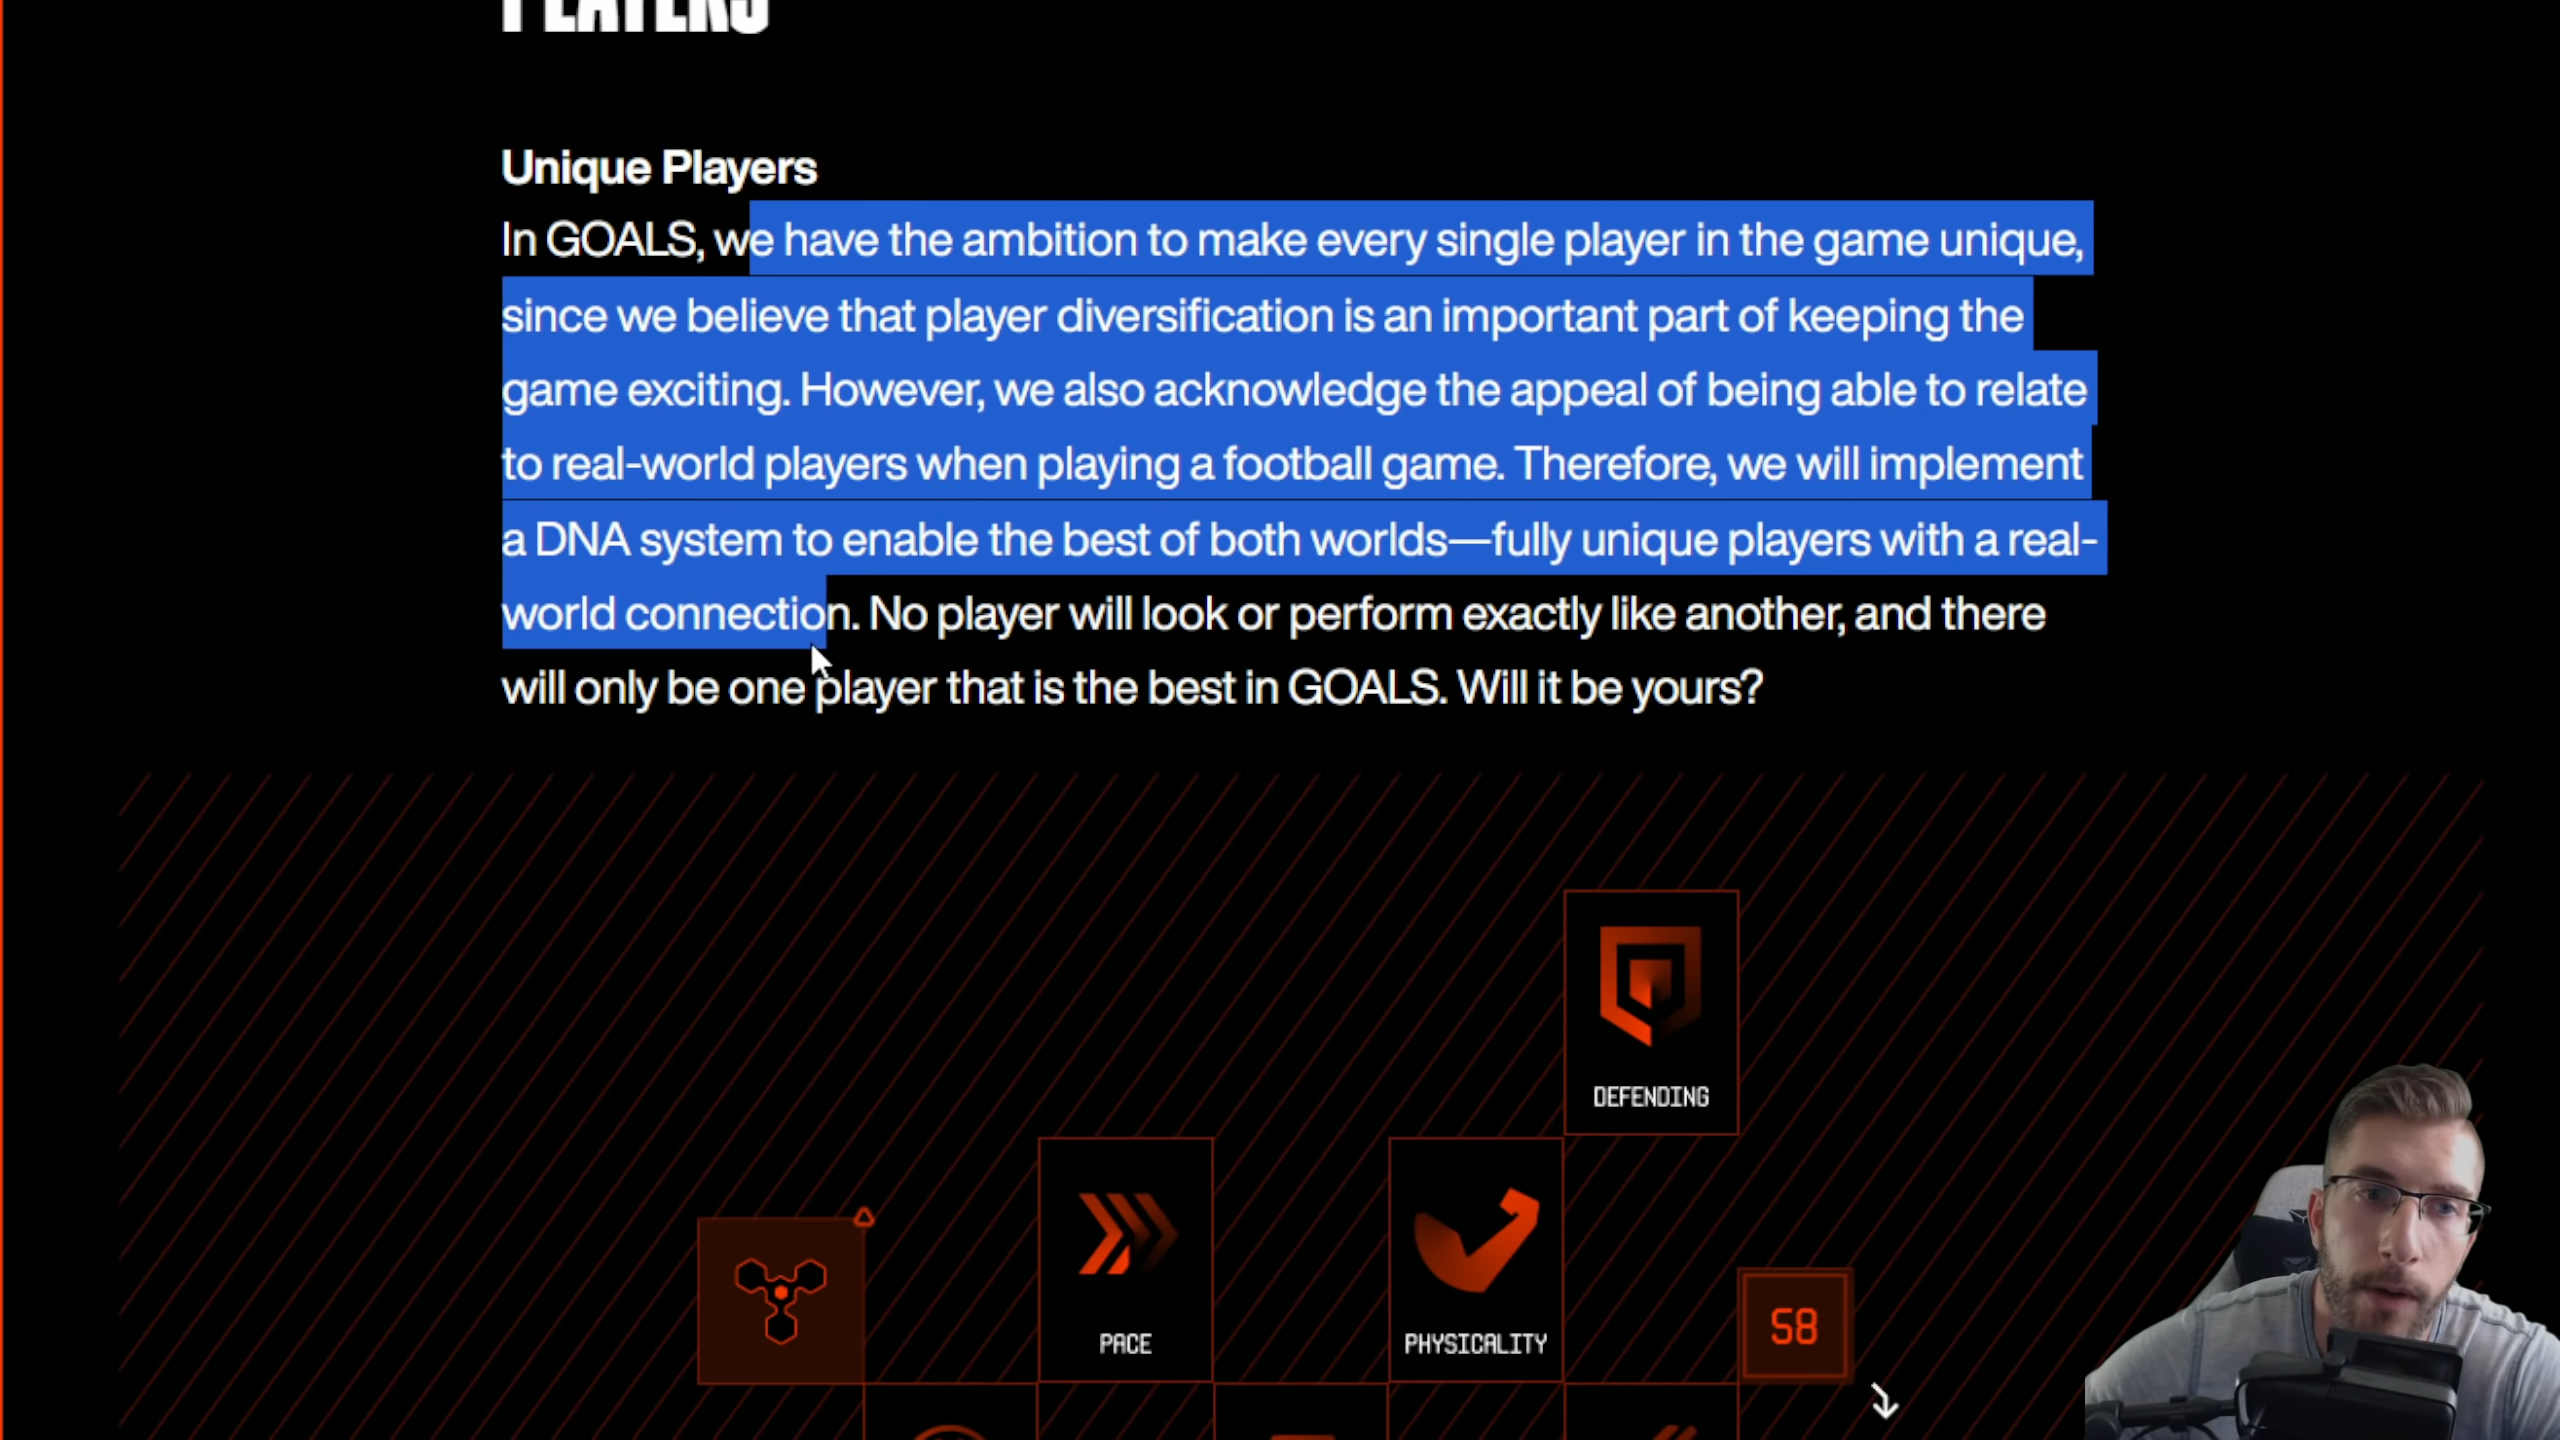 PLAYERS
Unique Players
In GOALS, we have the ambition to make every single player in the game unique,
since we believe that player diversification is an important part of keeping the
game exciting. However, we also acknowledge the appeal of being able to relate
to real-world players when playing a football game. Therefore, we will implement
a DNA system to enable the best of both worlds—fully unique players with a real-
world connection. No player will look or perform exactly like another, and there
will only be one player that is the best in GOALS. Will it be yours?
DEFENDING
PACE
PHYSICALITY
58